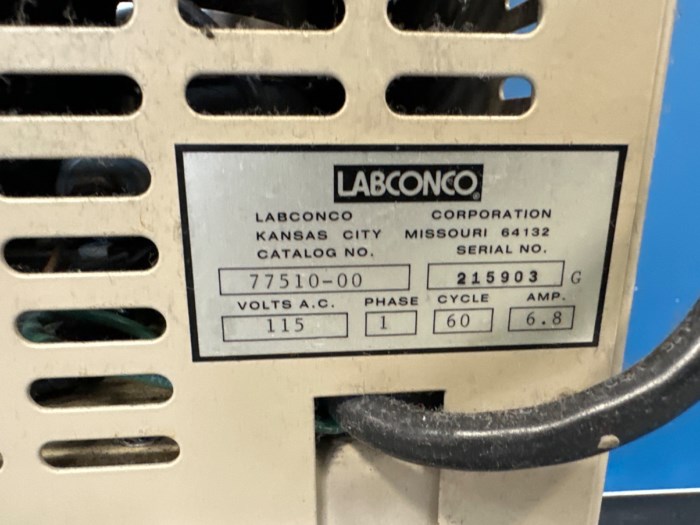 LABCONCO®
LABCONCO CORPORATION
KANSAS CITY MISSOURI 64132
CATALOG NO. SERIAL NO.
77510-00 215903 G
VOLTS A.C. PHASE CYCLE AMP.
115 1 60 6.8